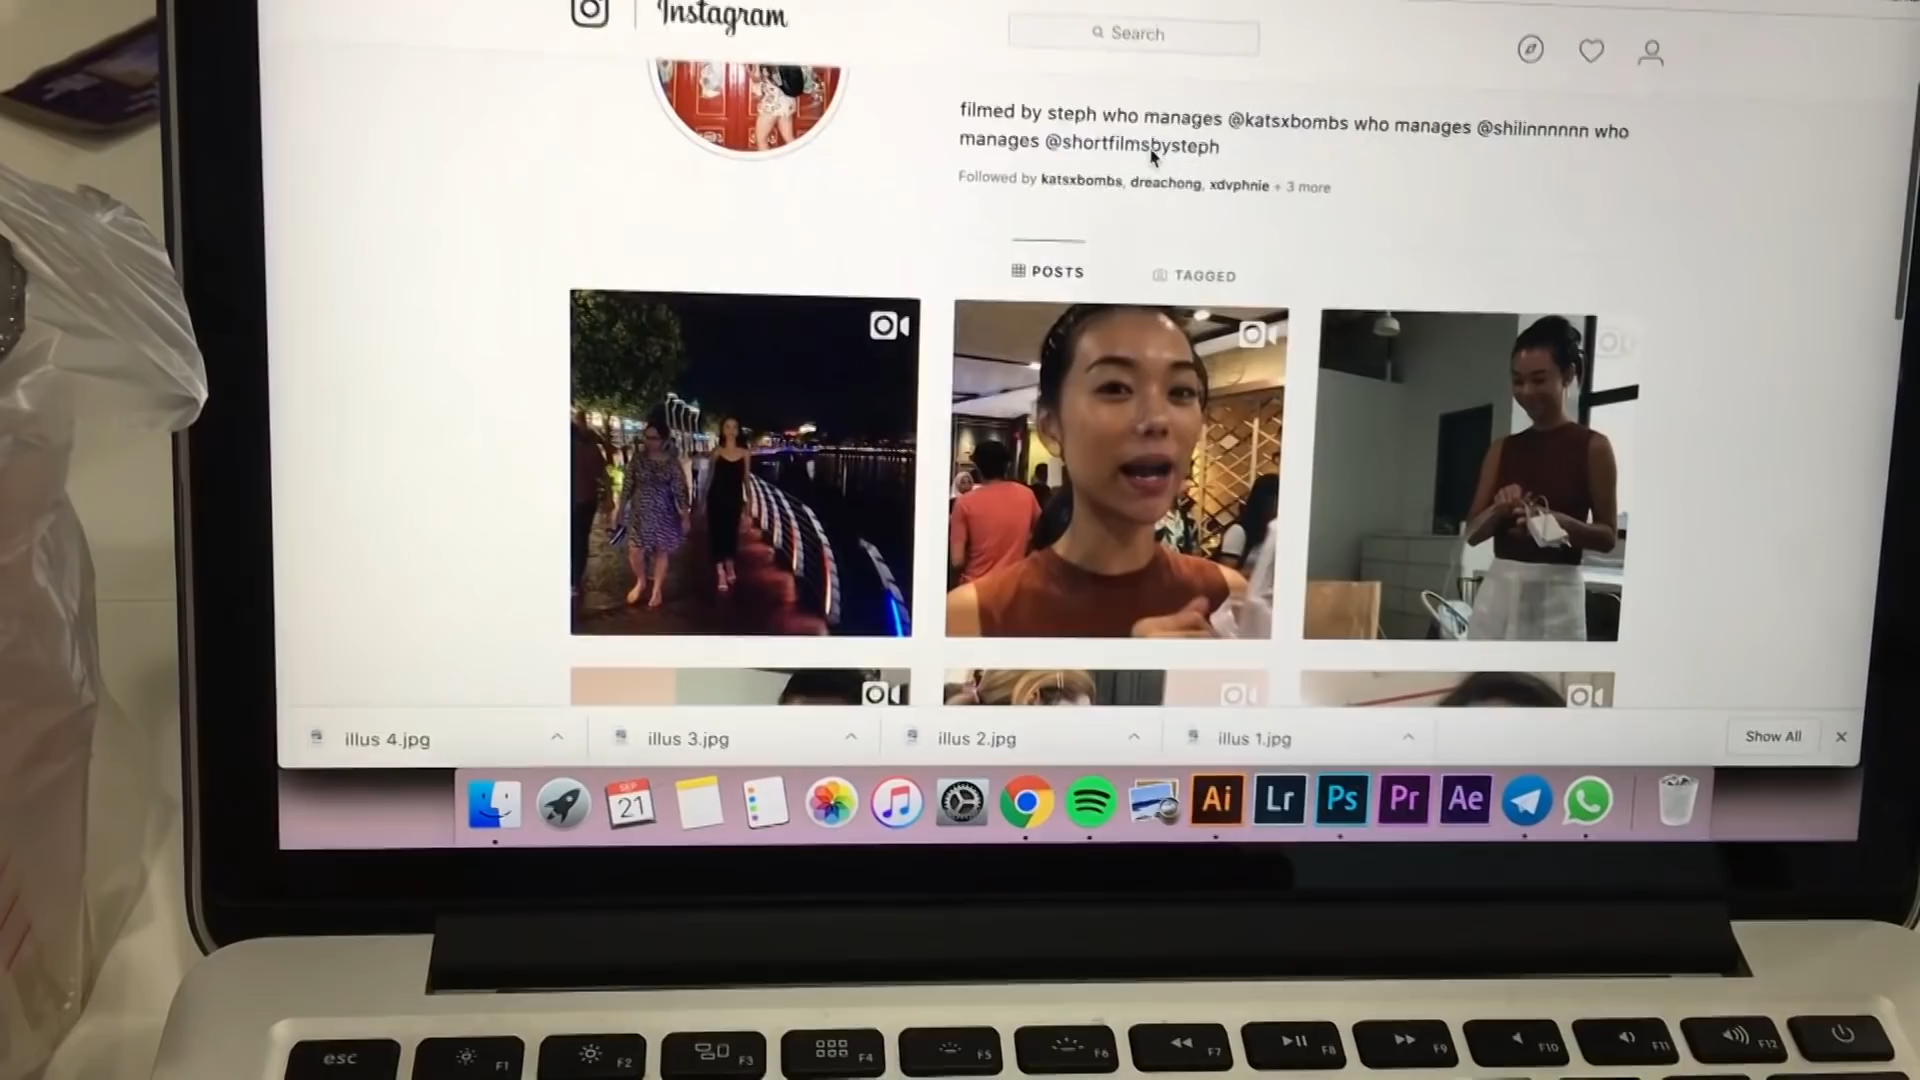 Instagram
Search
filmed by steph who manages @katsxbombs who manages @shilinnnnnn who
manages @shortfilmsbysteph
Followed by katsxbombs, dreachong, xdvphnie + 3 more
POSTS
TAGGED
illus 4.jpg
illus 3.jpg
illus 2.jpg
illus 1.jpg
Show All
SEP
21
Ai
Lr
Ps
Pr
Ae
esc
F1
F2
F3
F4
F5
F6
F7
F8
F9
F10
F11
F12